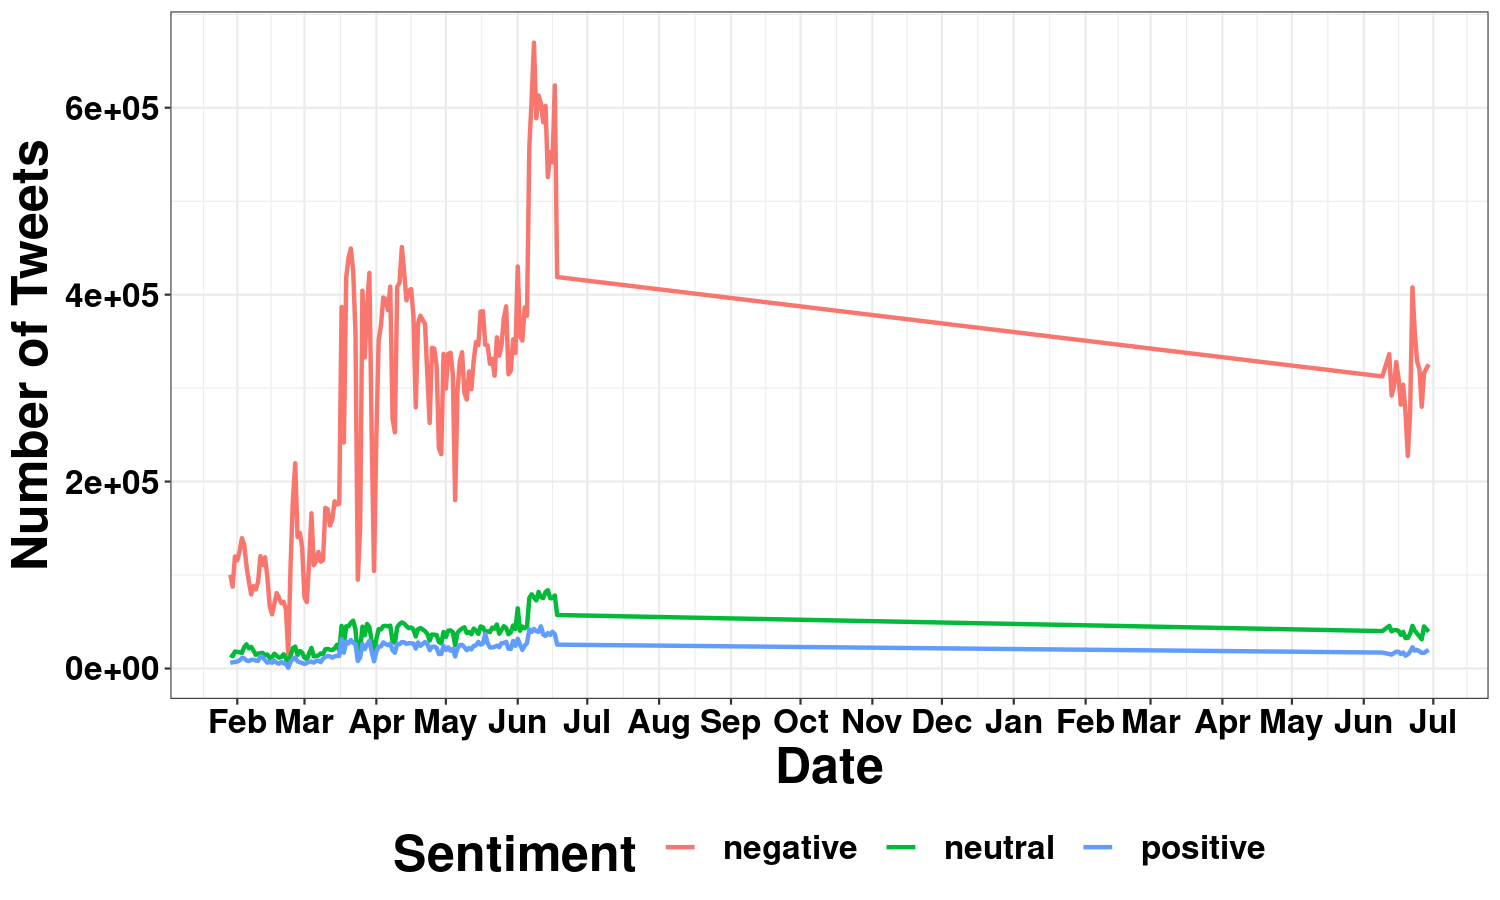 Number of Tweets
6e+05
4e+05
2e+05
0e+00
Feb Mar Apr May Jun Jul Aug Sep Oct Nov Dec Jan Feb Mar Apr May Jun Jul
Date
Sentiment negative neutral positive